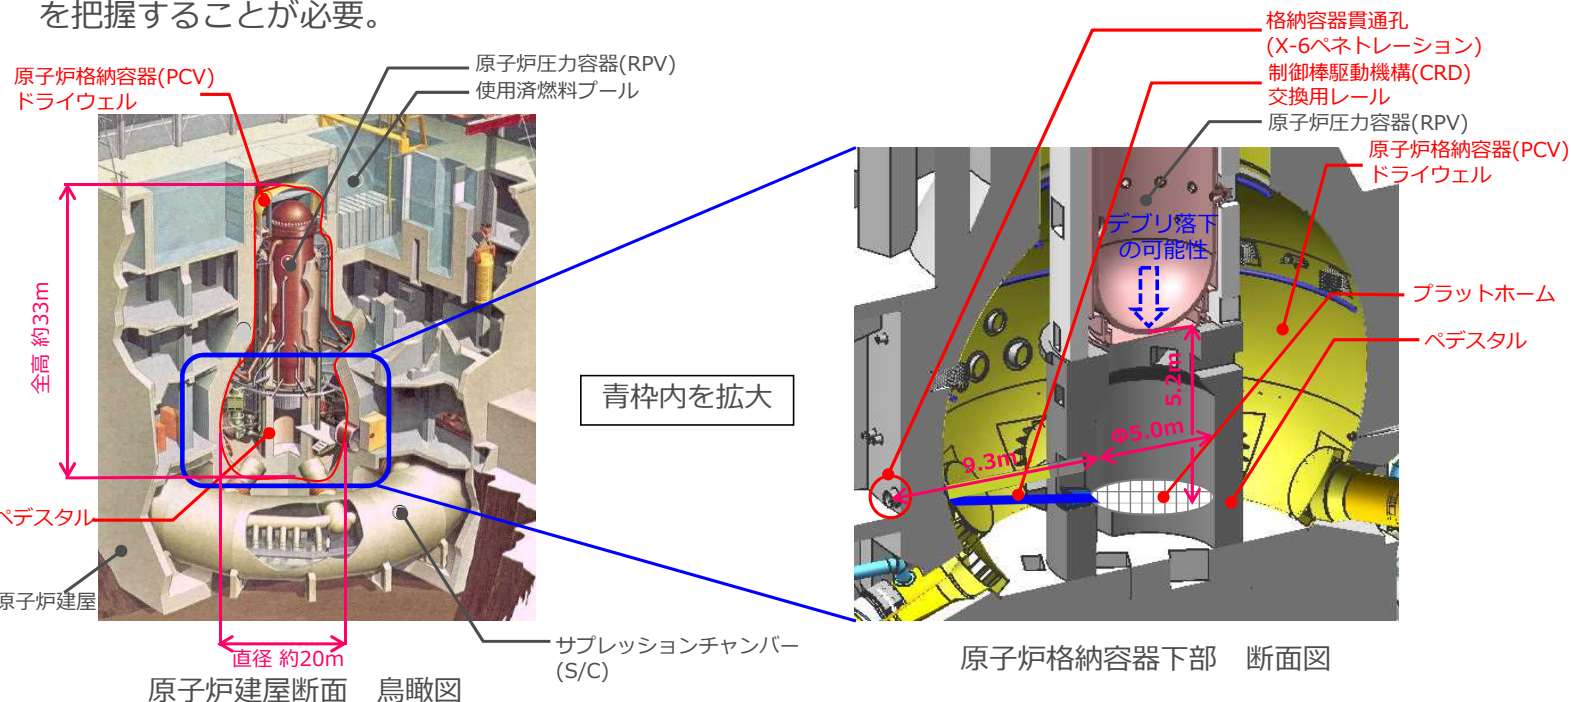 を把握することが必要。
原子炉格納容器(PCV)
ドライウェル
原子炉圧力容器(RPV)
使用済燃料プール
全高 約33m
ペデスタル
原子炉建屋
直径 約20m
サプレッションチャンバー
(S/C)
原子炉建屋断面　鳥瞰図
青枠内を拡大
格納容器貫通孔
(X-6ペネトレーション)
制御棒駆動機構(CRD)
交換用レール
原子炉圧力容器(RPV)
原子炉格納容器(PCV)
ドライウェル
デブリ落下
の可能性
プラットホーム
ペデスタル
5.2m
Φ5.0m
9.3m
原子炉格納容器下部　断面図